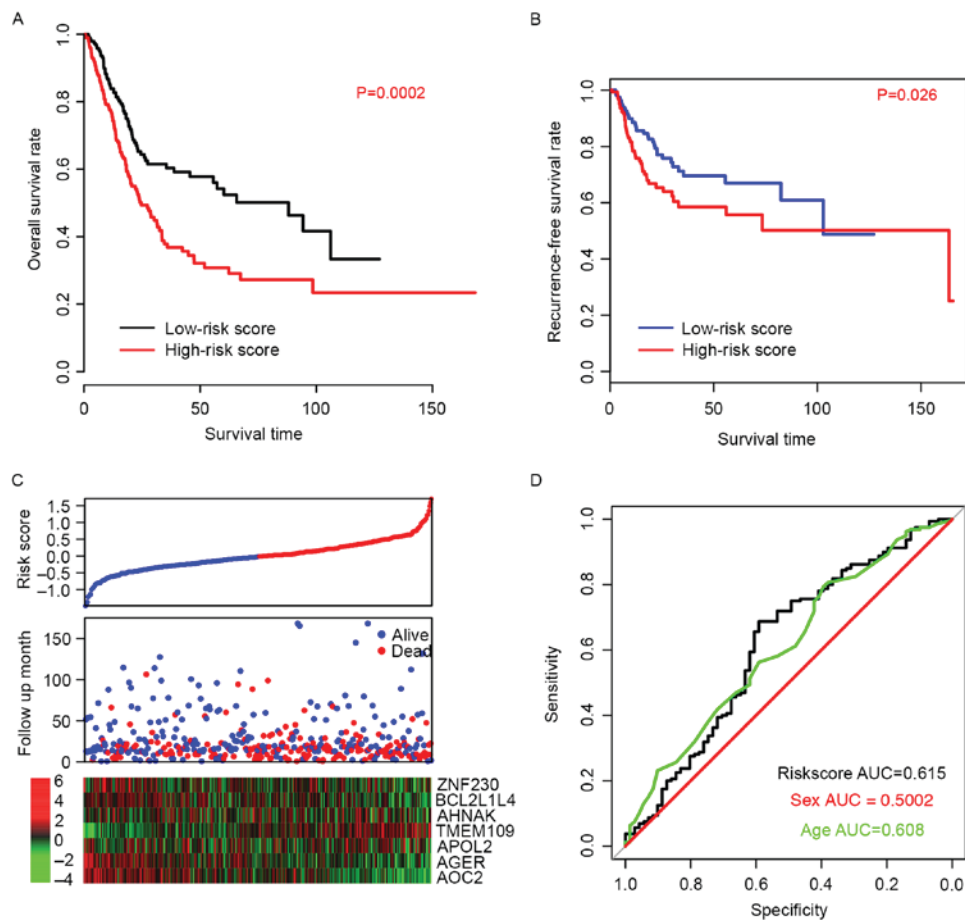 A
P=0.0002
Overall survival rate
1.0
0.8
0.6
0.4
0.2
0.0
Low-risk score
High-risk score
0 50 100 150
Survival time
B
P=0.026
Recurrence-free survival rate
1.0
0.8
0.6
0.4
0.2
0.0
Low-risk score
High-risk score
0 50 100 150
Survival time
C
Risk score
1.5
1.0
0.5
0.0
−0.5
−1.0
Follow up month
150
100
50
0
Alive
Dead
6
4
2
0
−2
−4
ZNF230
BCL2L1L4
AHNAK
TMEM109
APOL2
AGER
AOC2
D
Sensitivity
1.0
0.8
0.6
0.4
0.2
0.0
Riskscore AUC=0.615
Sex AUC = 0.5002
Age AUC=0.608
1.0 0.8 0.6 0.4 0.2 0.0
Specificity